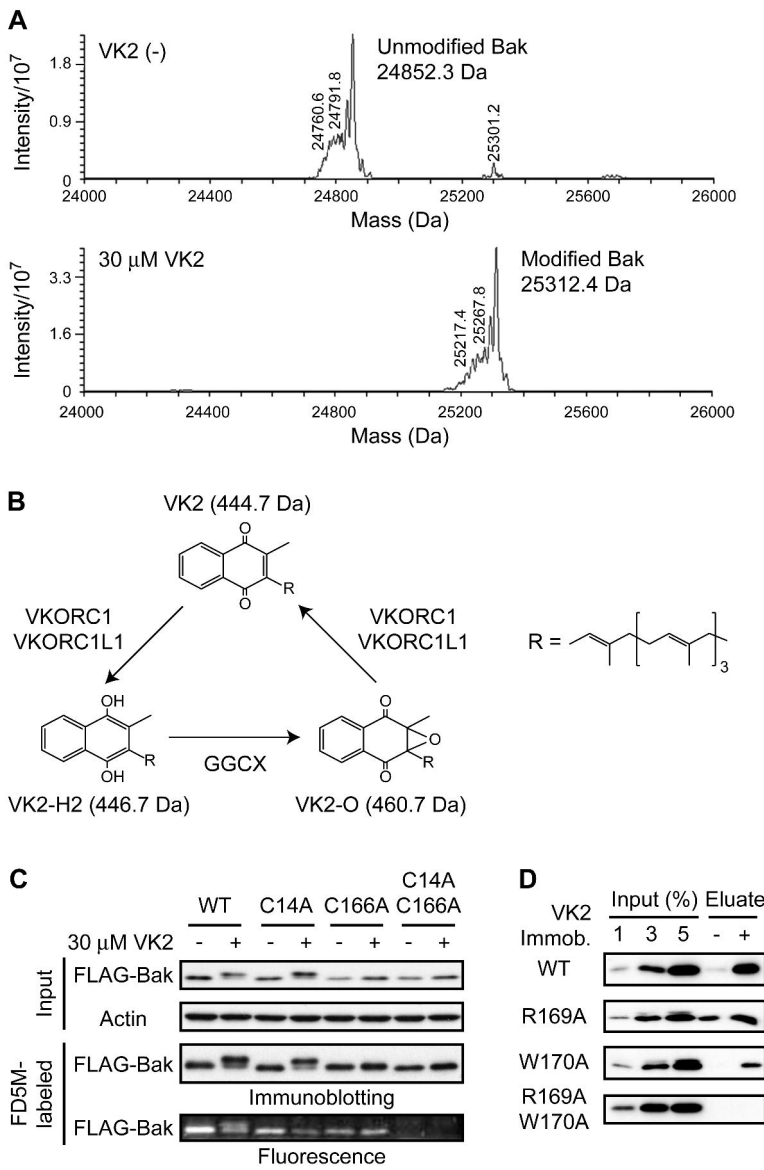 A
VK2 (-)
Unmodified Bak
24852.3 Da
Intensity/10⁷
1.8
0.9
0
24760.6
24791.8
25301.2
24000 24400 24800 25200 25600 26000
Mass (Da)
30 μM VK2
Modified Bak
25312.4 Da
Intensity/10⁷
3.3
1.6
0
25217.4
25267.8
24000 24400 24800 25200 25600 26000
Mass (Da)
B
VK2 (444.7 Da)
O
R
O
VKORC1
VKORC1L1
VKORC1
VKORC1L1
R =
3
OH
R
OH
GGCX
O
O
R
O
VK2-H2 (446.7 Da)
VK2-O (460.7 Da)
C
WT C14A C166A C14A C166A
30 μM VK2 - + - + - + - +
Input
FLAG-Bak
Actin
FD5M-labeled
FLAG-Bak
Immunoblotting
FLAG-Bak
Fluorescence
D
VK2 Input (%) Eluate
Immob. 1 3 5 - +
WT
R169A
W170A
R169A
W170A